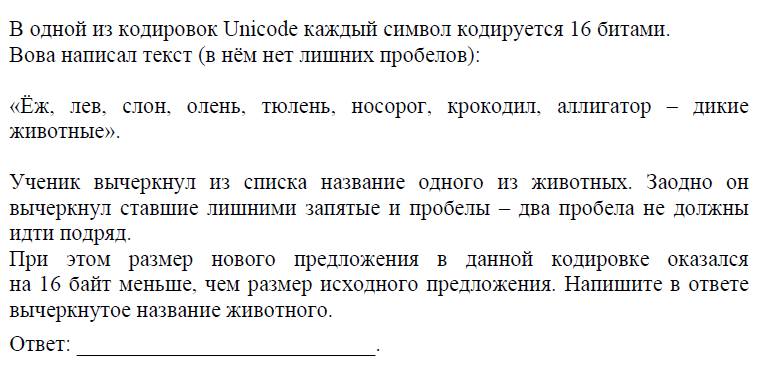 В одной из кодировок Unicode каждый символ кодируется 16 битами.
Вова написал текст (в нём нет лишних пробелов):
«Ёж, лев, слон, олень, тюлень, носорог, крокодил, аллигатор – дикие
животные».
Ученик вычеркнул из списка название одного из животных. Заодно он
вычеркнул ставшие лишними запятые и пробелы – два пробела не должны
идти подряд.
При этом размер нового предложения в данной кодировке оказался
на 16 байт меньше, чем размер исходного предложения. Напишите в ответе
вычеркнутое название животного.
Ответ: ___________________________.